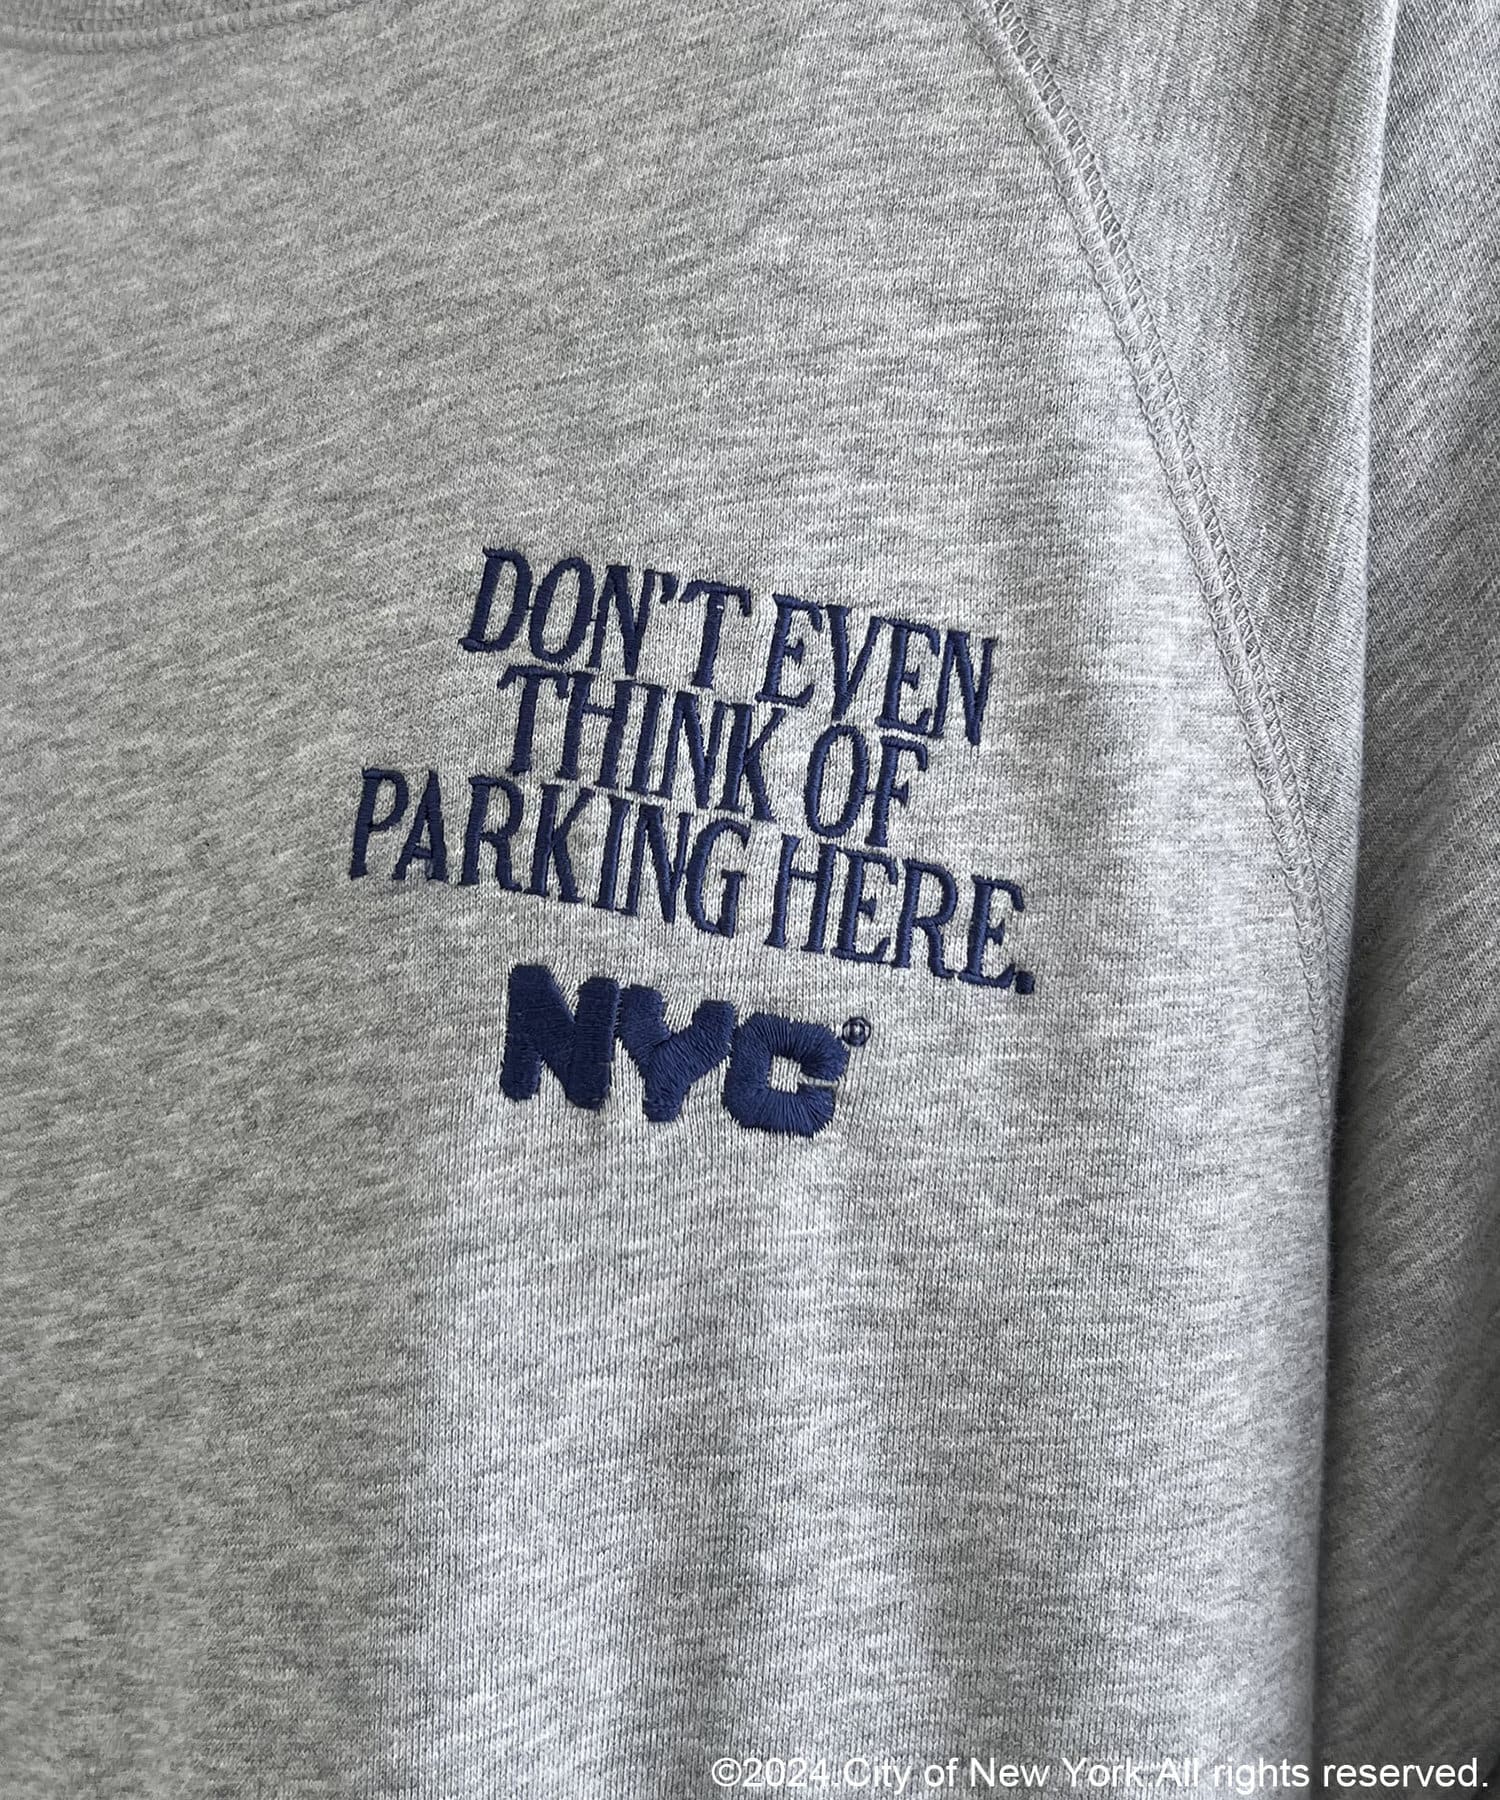 DON'T EVEN
THINK OF
PARKING HERE.
NYC®
©2024.City of New York.All rights reserved.